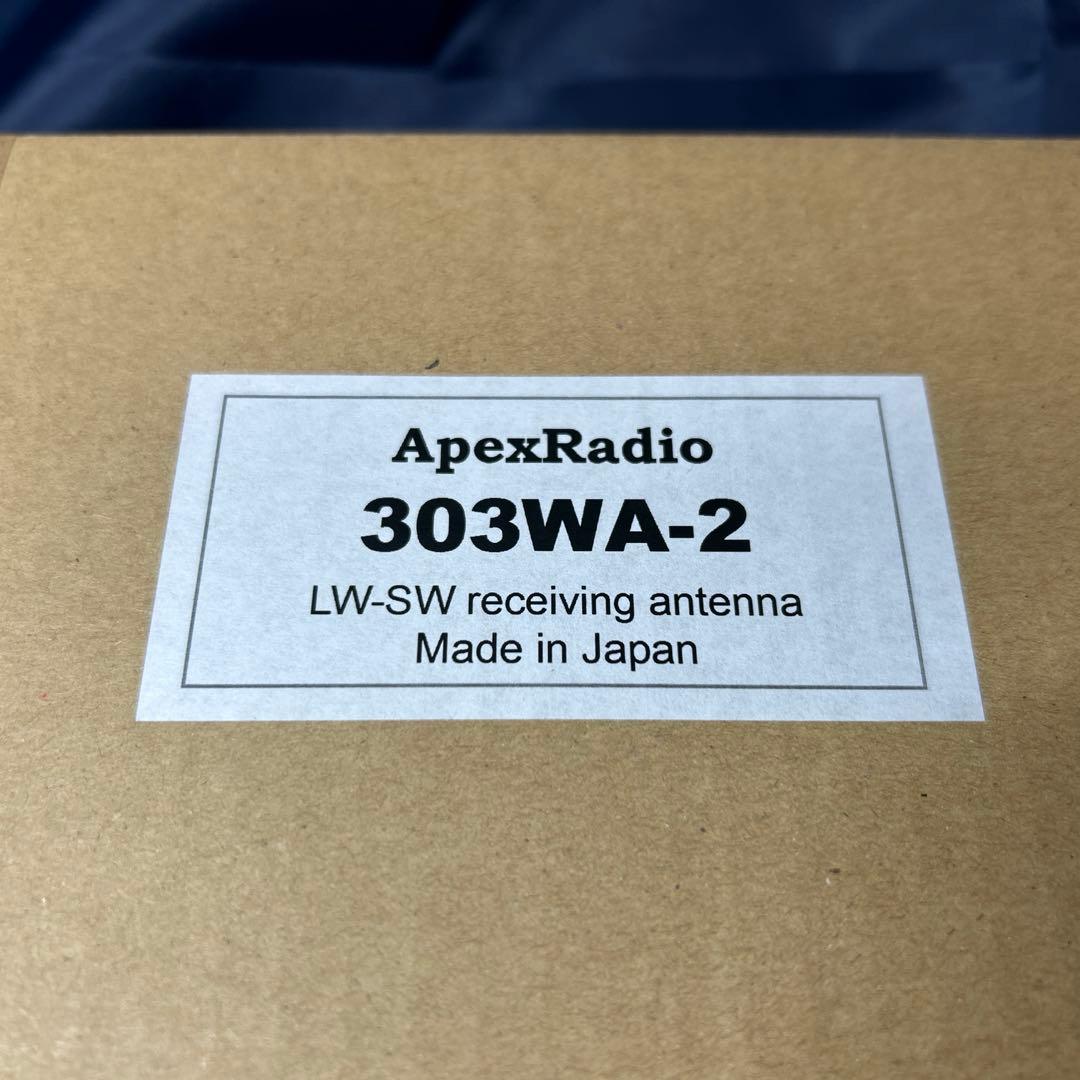 ApexRadio
303WA-2
LW-SW receiving antenna
Made in Japan